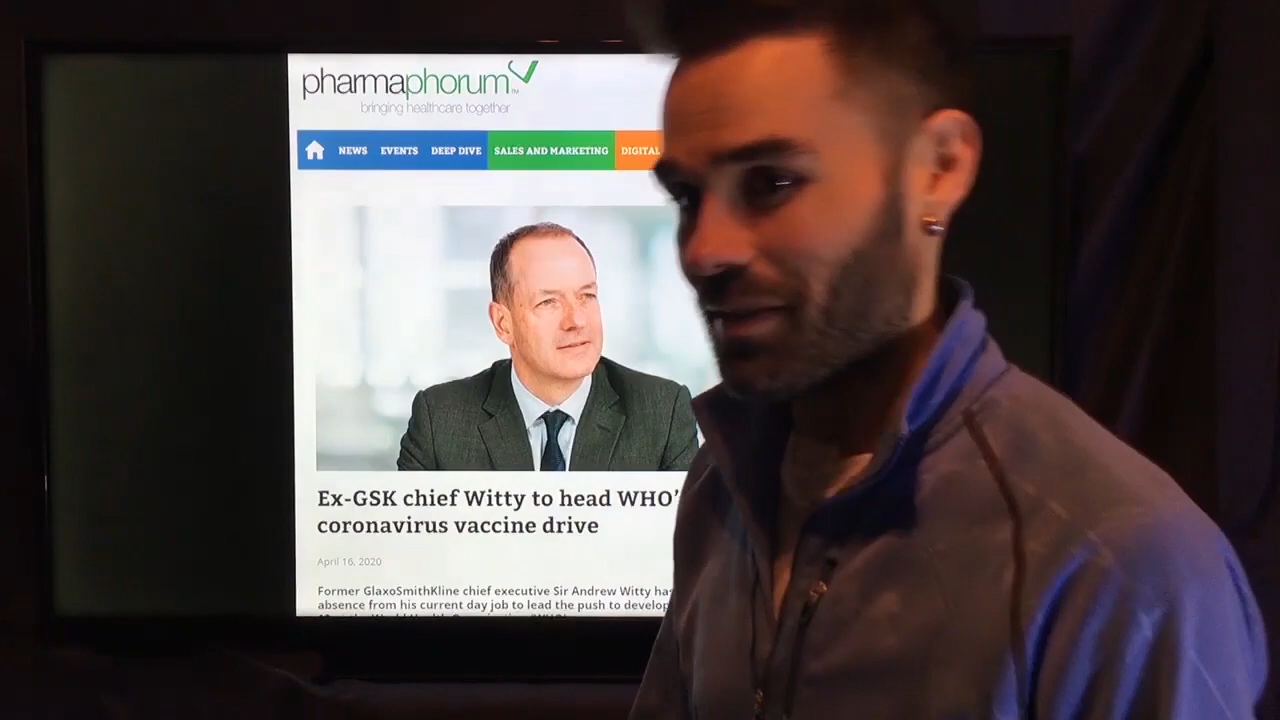 pharmaphorum
TM
bringing healthcare together
NEWS EVENTS DEEP DIVE SALES AND MARKETING DIGITAL
Ex-GSK chief Witty to head WHO'
coronavirus vaccine drive
April 16, 2020
Former GlaxoSmithKline chief executive Sir Andrew Witty has
absence from his current day job to lead the push to develop